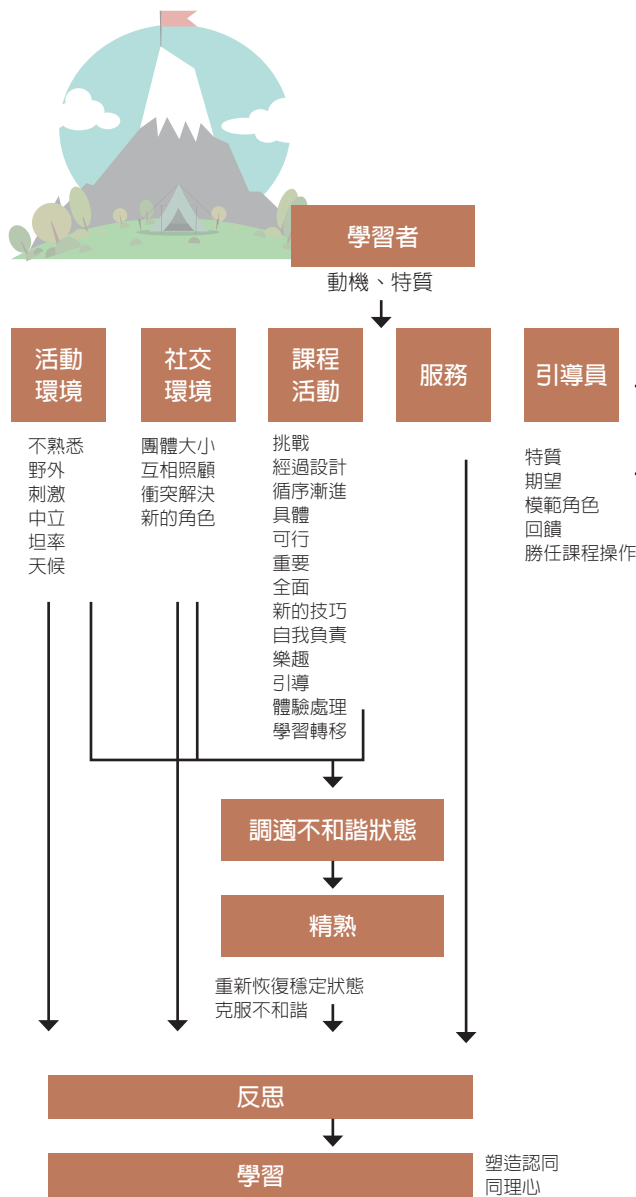 學習者
動機、特質
活動
環境
社交
環境
課程
活動
服務
引導員
不熟悉
野外
刺激
中立
坦率
天候
團體大小
互相照顧
衝突解決
新的角色
挑戰
經過設計
循序漸進
具體
可行
重要
全面
新的技巧
自我負責
樂趣
引導
體驗處理
學習轉移
特質
期望
模範角色
回饋
勝任課程操作
調適不和諧狀態
精熟
重新恢復穩定狀態
克服不和諧
反思
學習
塑造認同
同理心